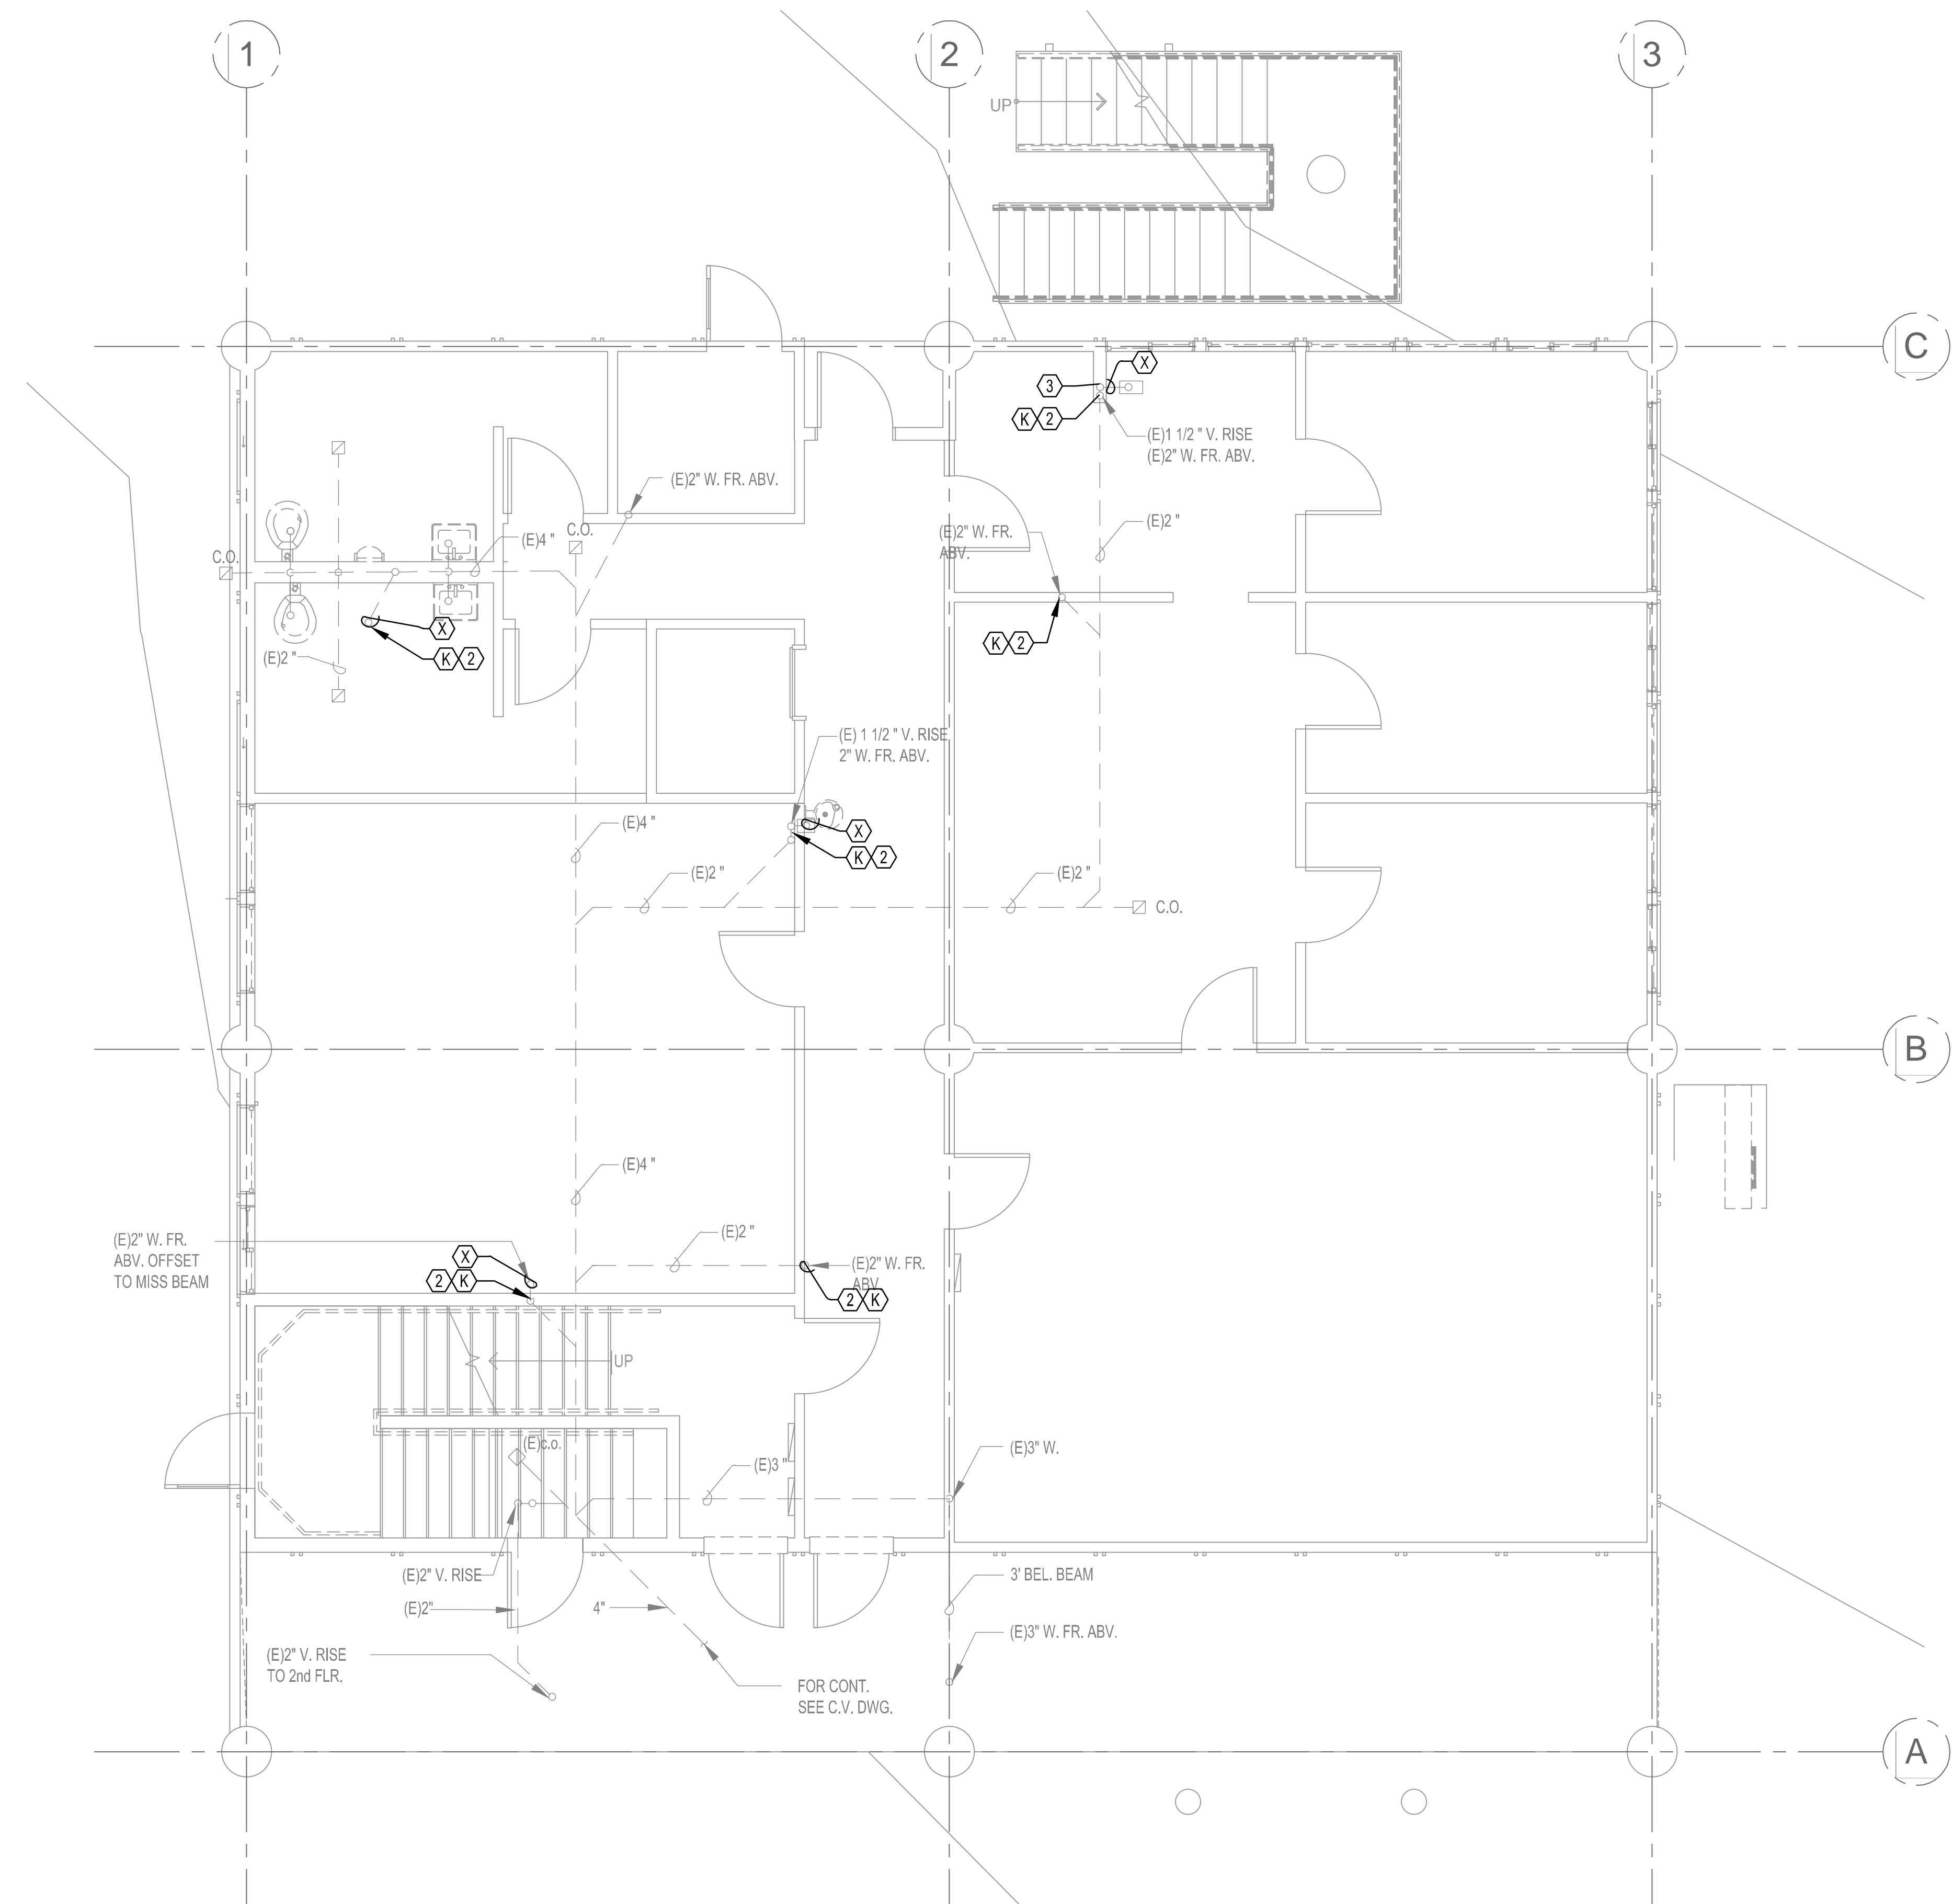 1
2
3
UP
C
X
3
K 2
(E)1 1/2 " V. RISE
(E)2" W. FR. ABV.
(E)2" W. FR. ABV.
C.O.
(E)4 "
(E)2" W. FR.
ABV.
(E)2 "
C.O.
X
K 2
(E)2 "
K 2
(E) 1 1/2 " V. RISE
2" W. FR. ABV.
(E)4 "
X
K 2
(E)2 "
(E)2 "
C.O.
B
(E)4 "
(E)2" W. FR.
ABV. OFFSET
TO MISS BEAM
X
2 K
(E)2 "
(E)2" W. FR.
ABV.
2 K
UP
(E)c.o.
(E)3 "
(E)3" W.
(E)2" V. RISE
(E)2"
4"
3' BEL. BEAM
(E)3" W. FR. ABV.
(E)2" V. RISE
TO 2nd FLR.
FOR CONT.
SEE C.V. DWG.
A